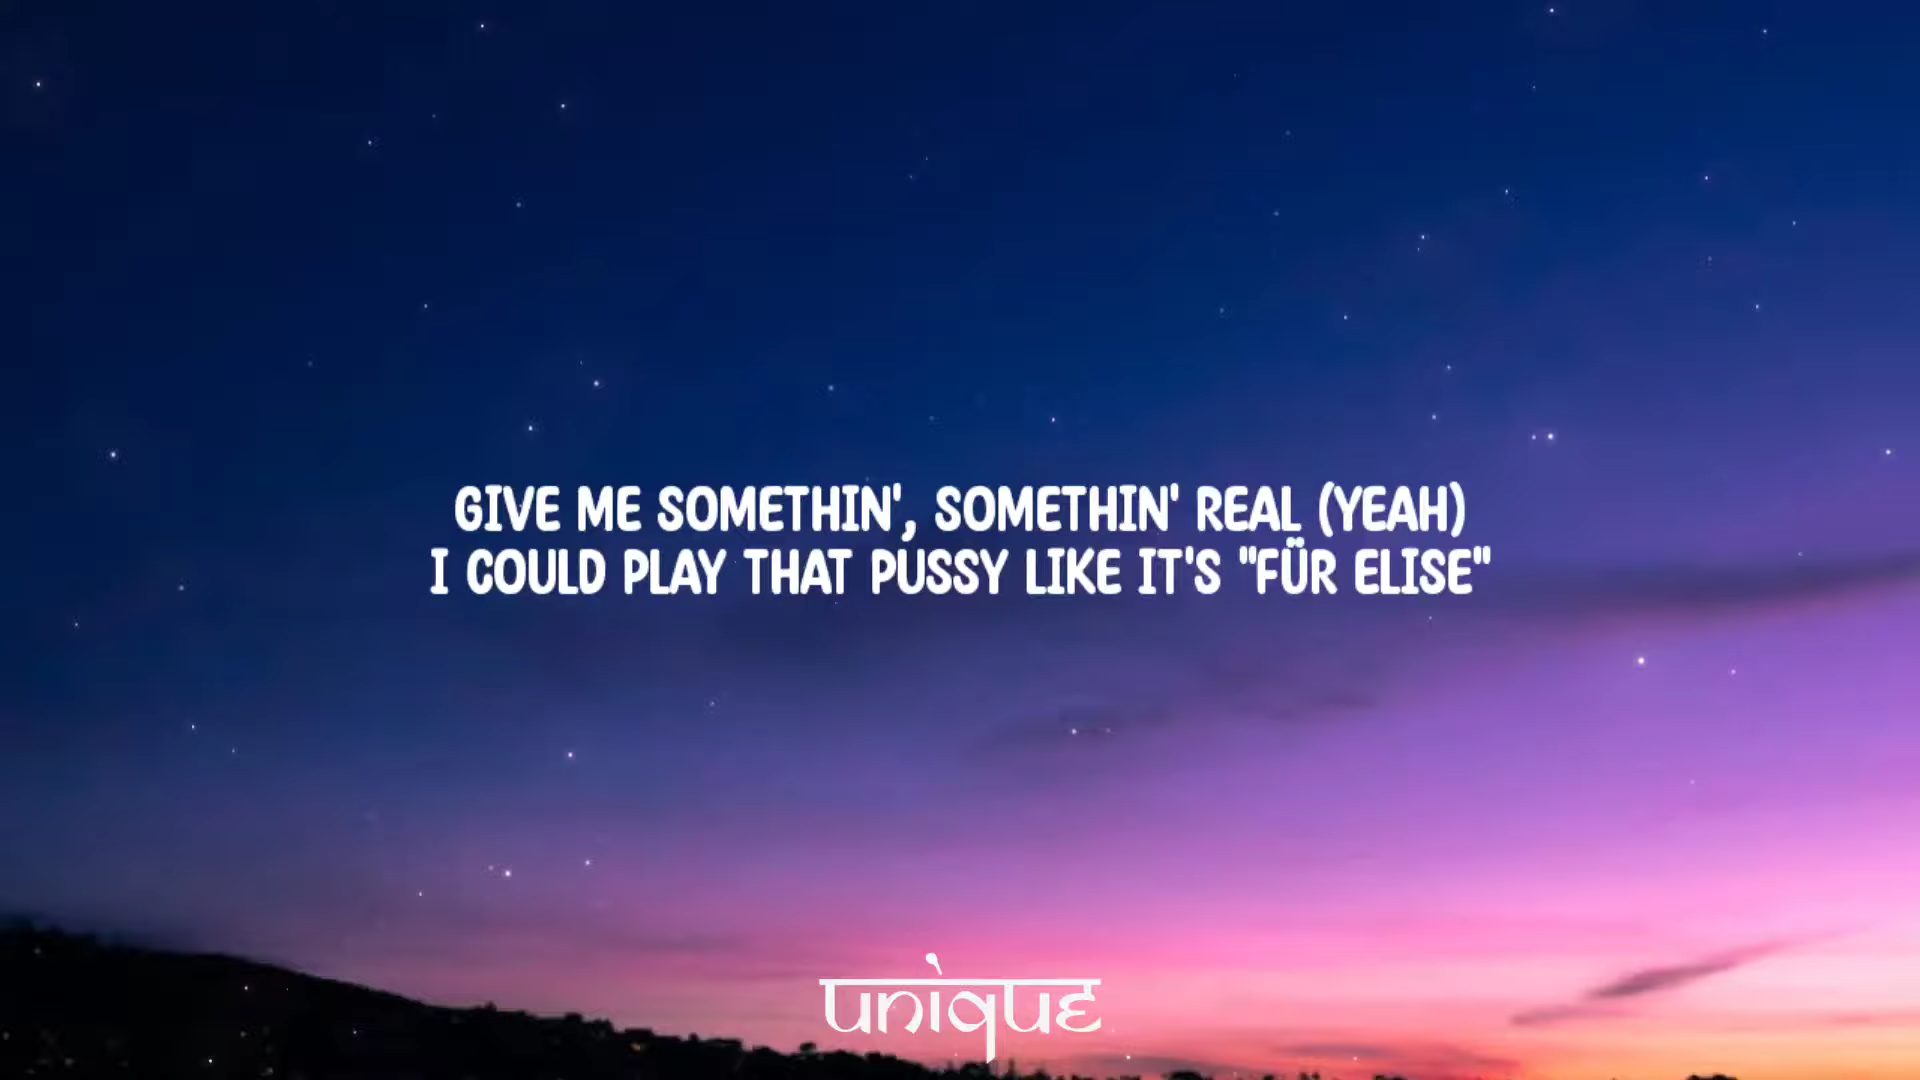 GIVE ME SOMETHIN', SOMETHIN' REAL (YEAH)
I COULD PLAY THAT PUSSY LIKE IT'S "FÜR ELISE"
unique